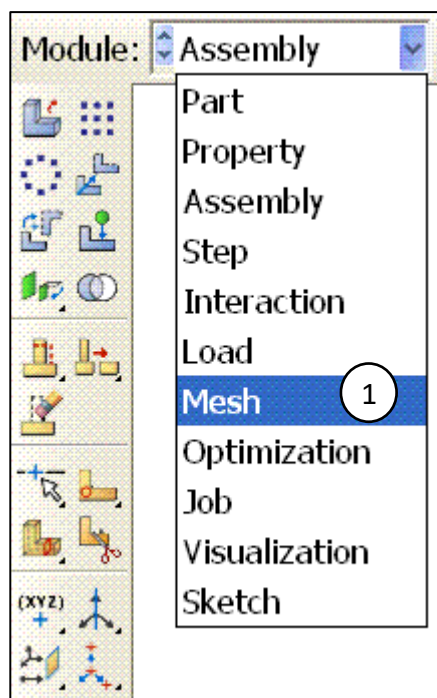 Module: Assembly
Part
Property
Assembly
Step
Interaction
Load
Mesh 1
Optimization
Job
Visualization
Sketch
(XYZ)